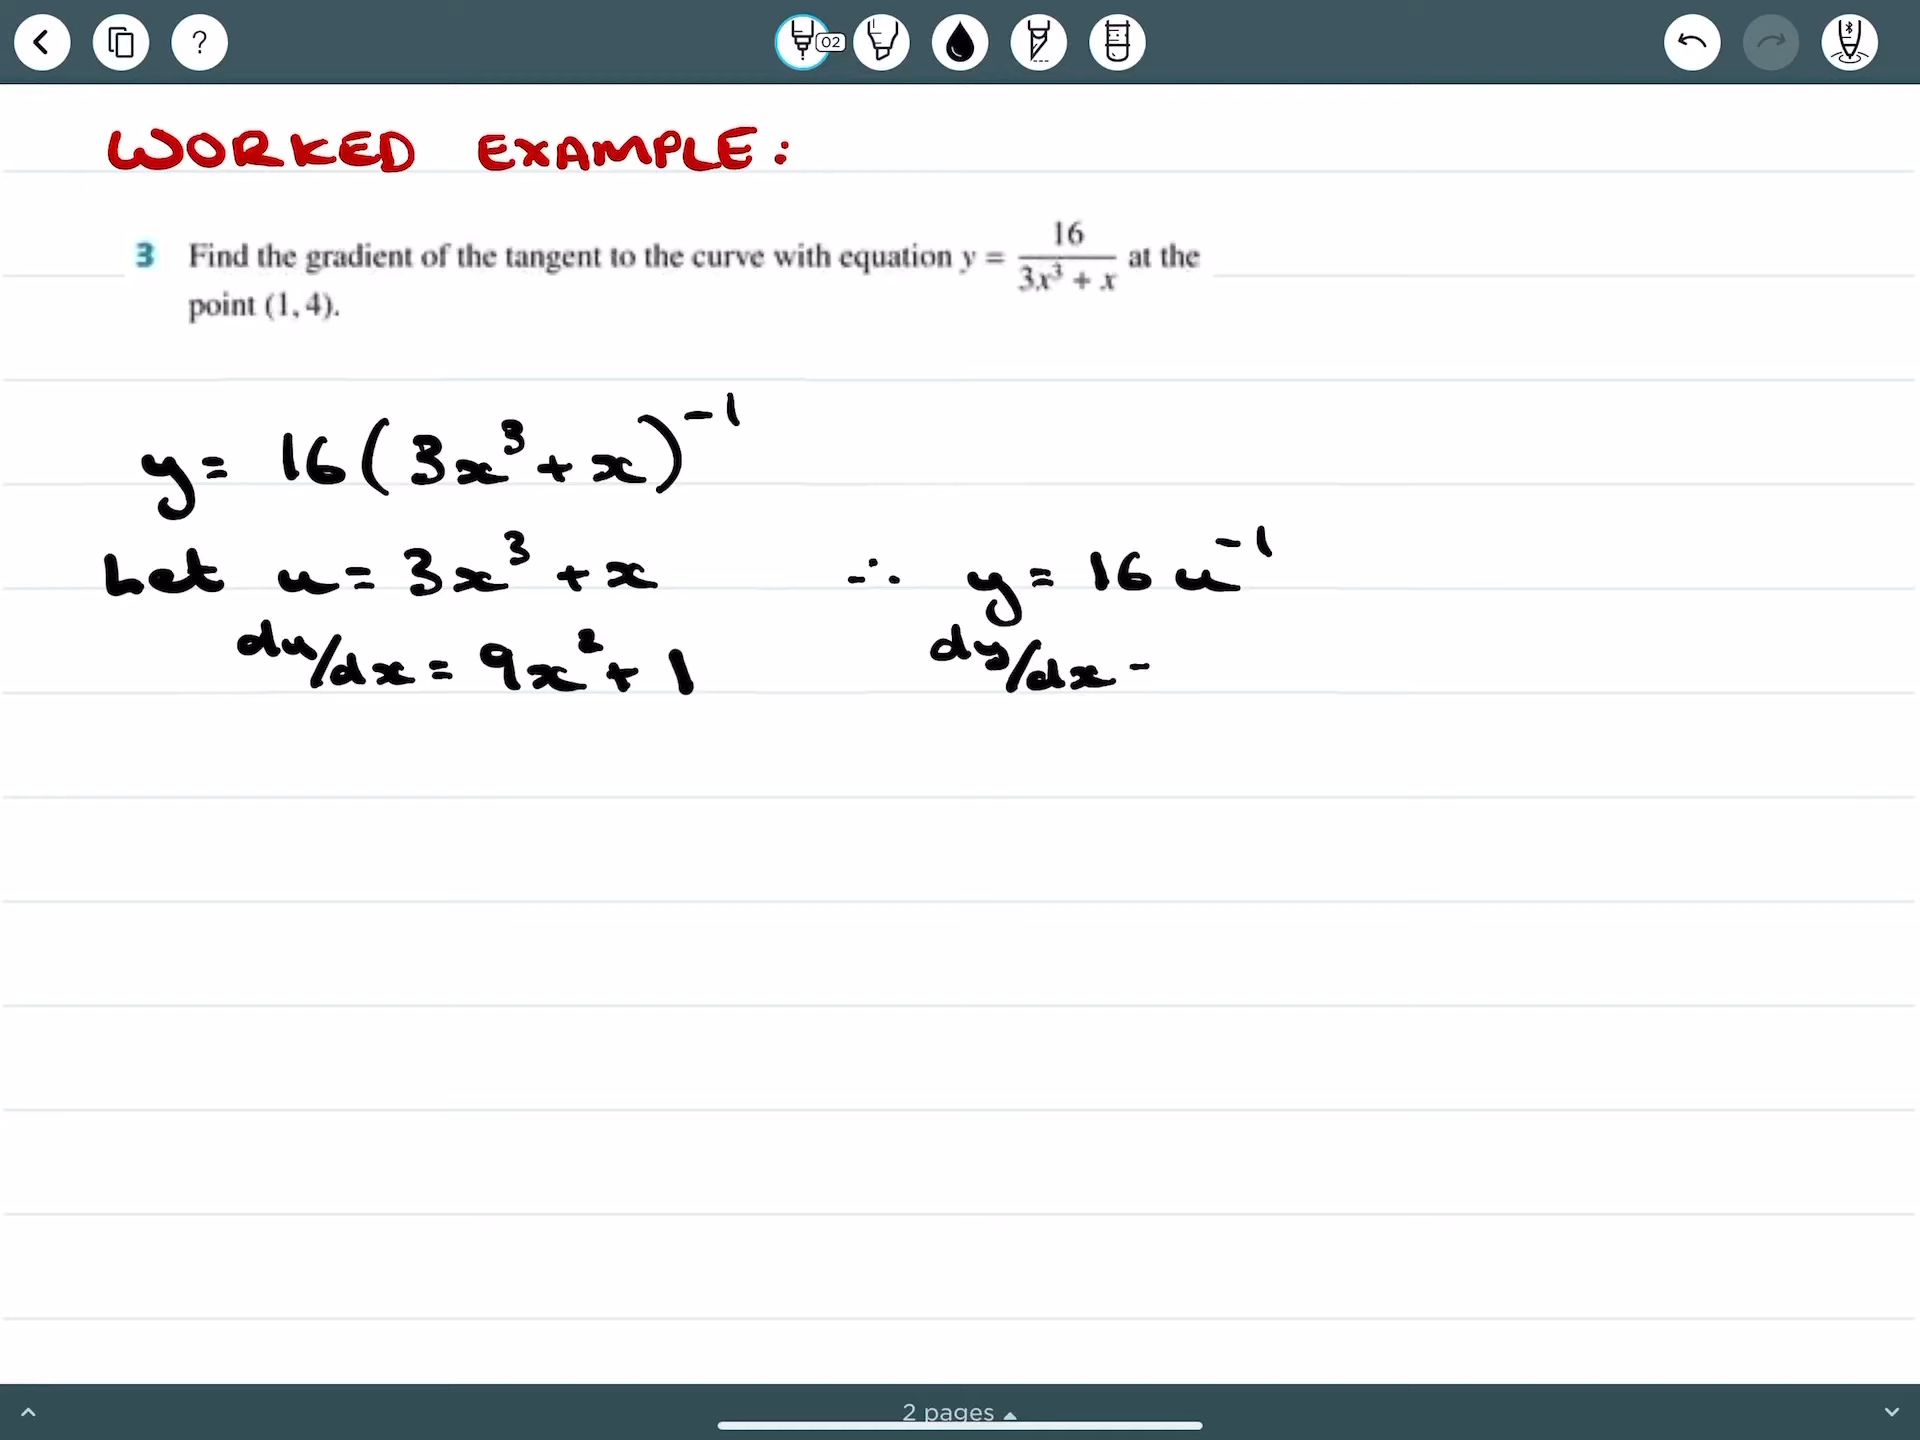 ?
02
WORKED EXAMPLE:
3 Find the gradient of the tangent to the curve with equation y = 16/(3x³ + x) at the
point (1, 4).
y = 16(3x³ + x)⁻¹
Let u = 3x³ + x ∴ y = 16u⁻¹
du/dx = 9x² + 1 dy/dx -
2 pages